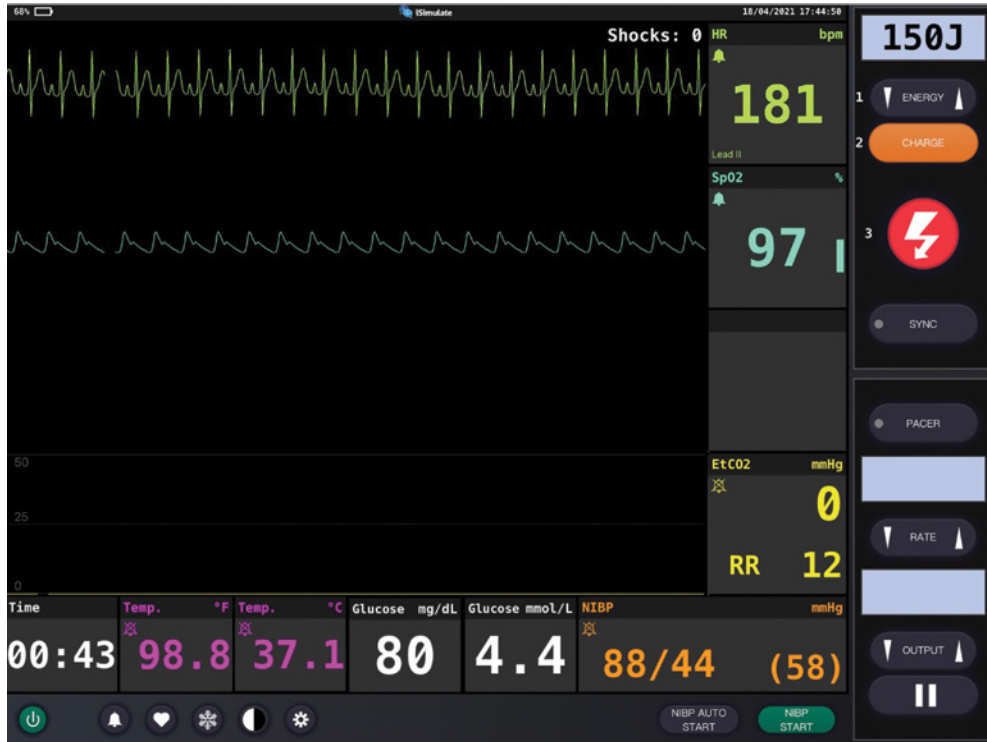 68%
iSimulate
18/04/2021 17:44:50
Shocks: 0
HR bpm
181
Lead II
SpO2 %
97
50
25
0
EtCO2 mmHg
0
RR 12
Time
00:43
Temp. °F
98.8
Temp. °C
37.1
Glucose mg/dL
80
Glucose mmol/L
4.4
NIBP mmHg
88/44 (58)
NIBP AUTO
START
NIBP
START
150J
1 ENERGY
2 CHARGE
3
SYNC
PACER
RATE
OUTPUT